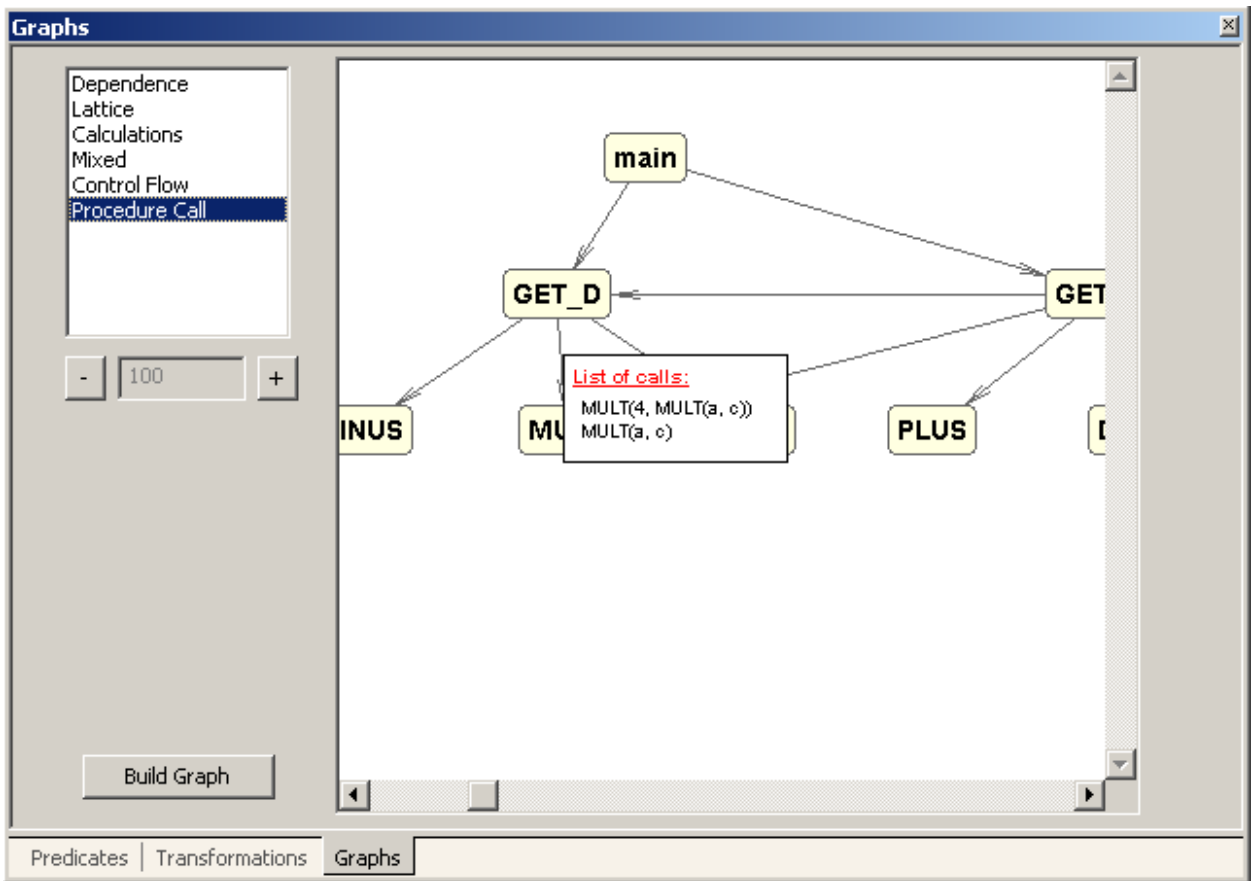 Graphs
Dependence
Lattice
Calculations
Mixed
Control Flow
Procedure Call
- 100 +
Build Graph
main
GET_D
GET
List of calls:
MULT(4, MULT(a, c))
MULT(a, c)
INUS
MU
PLUS
Predicates | Transformations Graphs